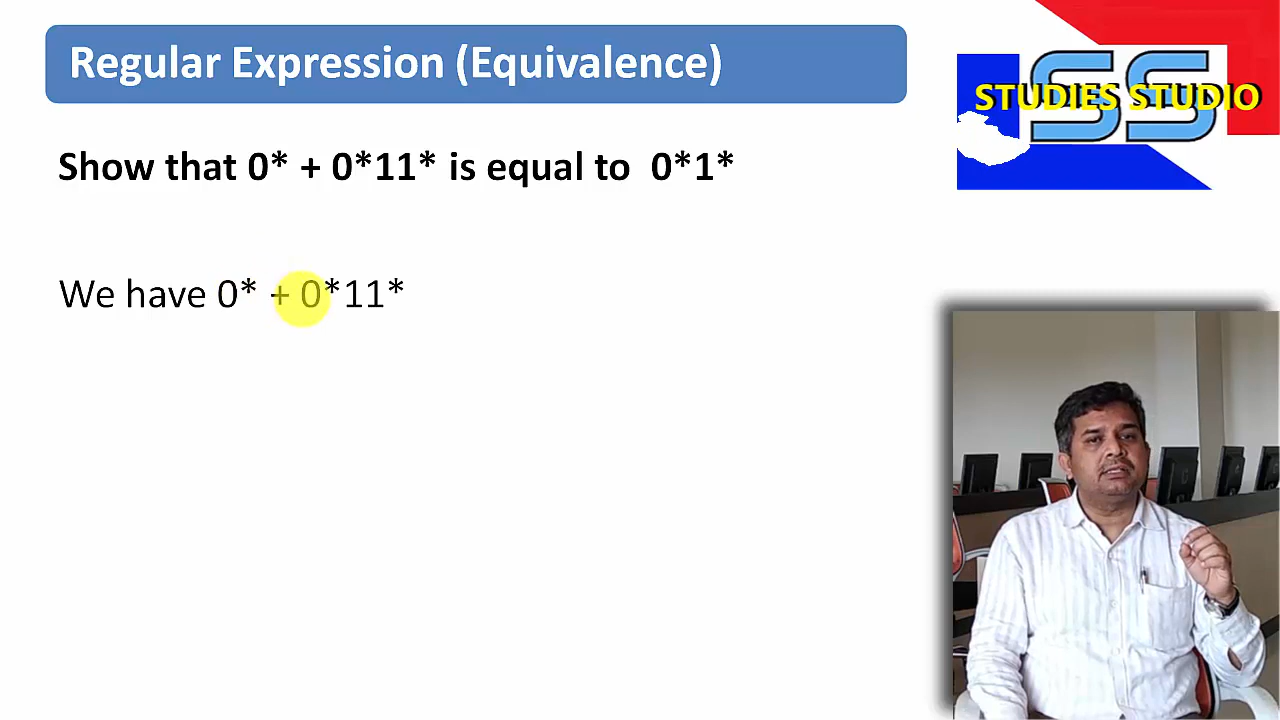 Regular Expression (Equivalence)
SS
STUDIES STUDIO
Show that 0* + 0*11* is equal to 0*1*
We have 0* + 0*11*